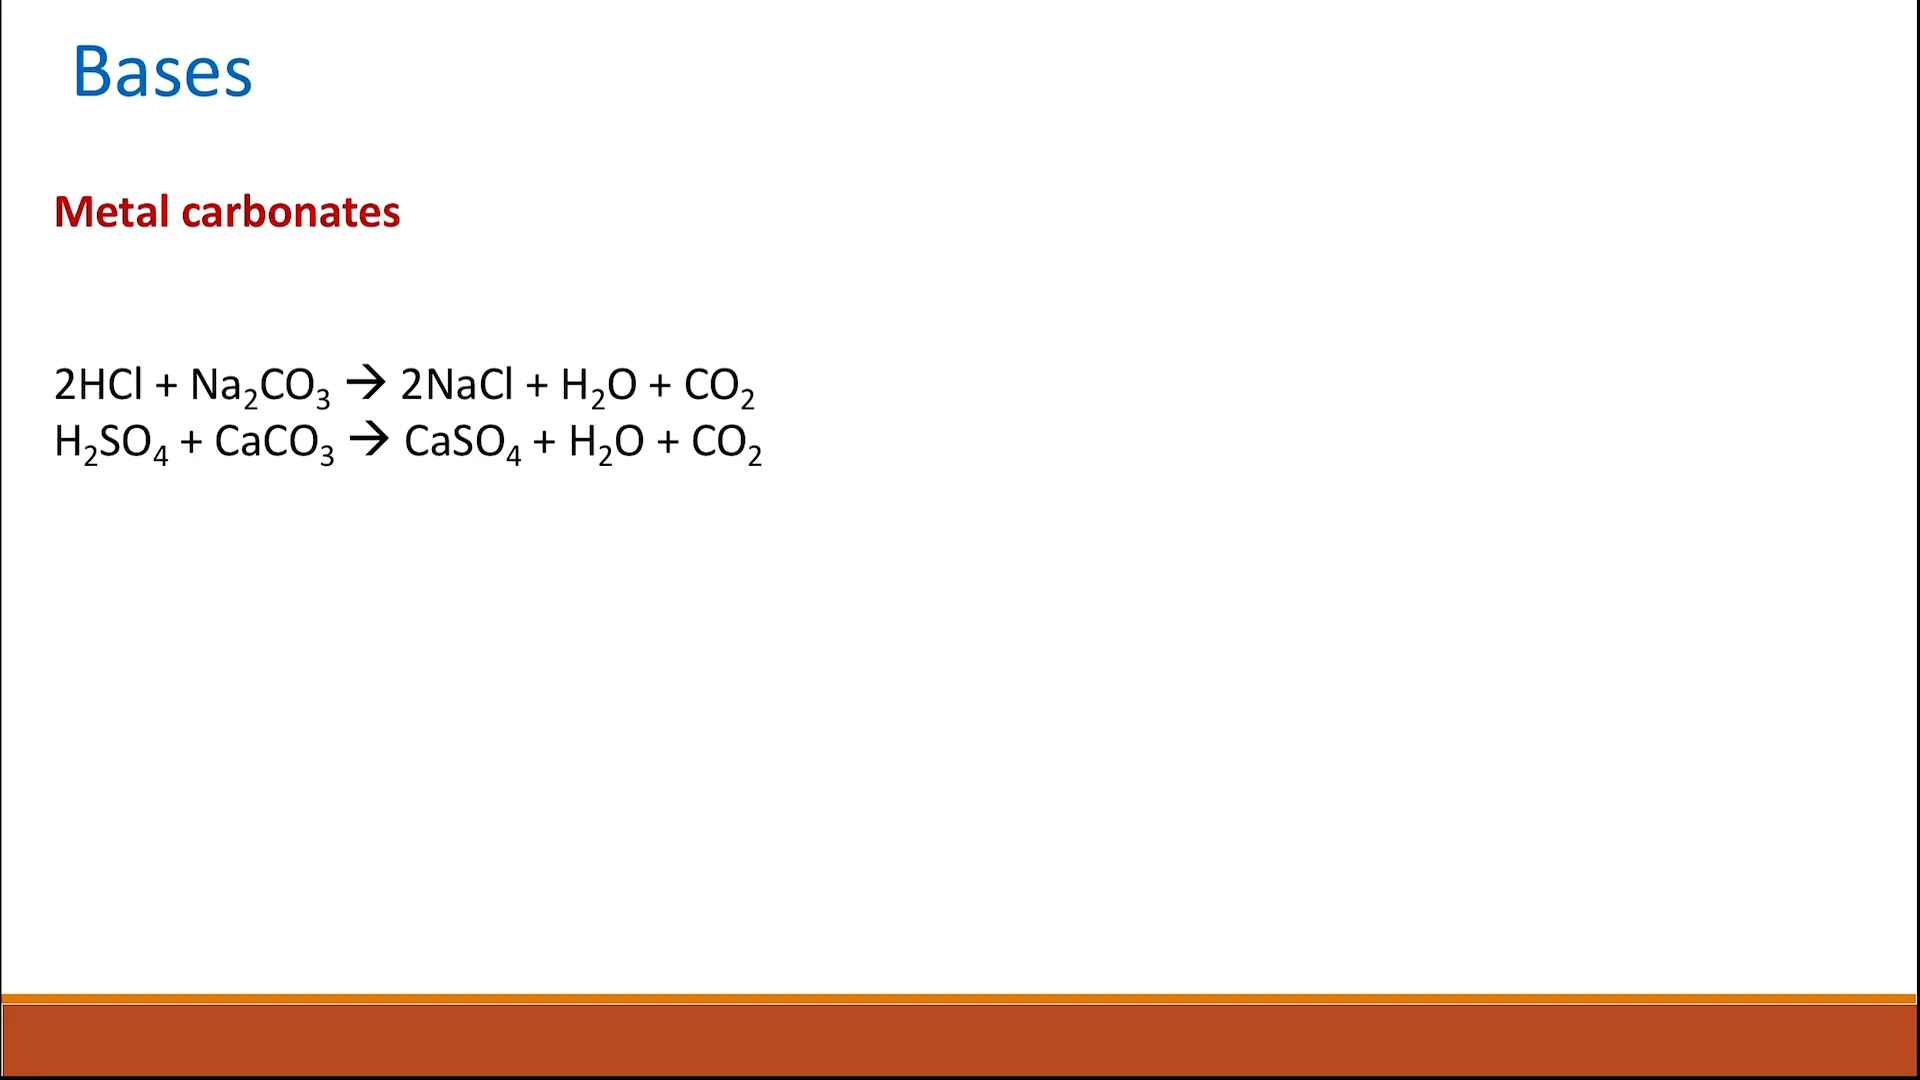 Bases
Metal carbonates
2HCl + Na₂CO₃ → 2NaCl + H₂O + CO₂
H₂SO₄ + CaCO₃ → CaSO₄ + H₂O + CO₂